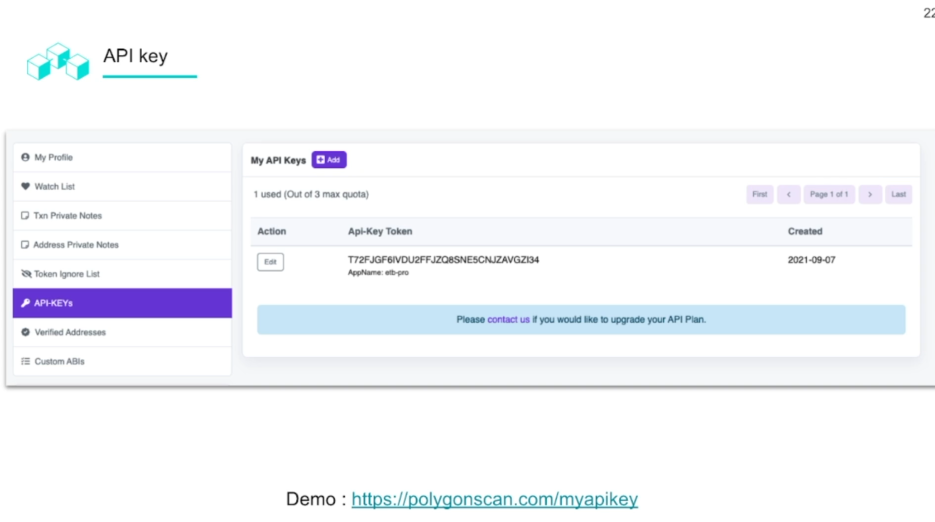 22
API key
My Profile
Watch List
Txn Private Notes
Address Private Notes
Token Ignore List
API-KEYs
Verified Addresses
Custom ABIs
My API Keys Add
1 used (Out of 3 max quota)
First < Page 1 of 1 > Last
Action Api-Key Token Created
Edit T72FJGF6IVDU2FFJZQ8SNE5CNJZAVGZI34 2021-09-07
AppName: etb-pro
Please contact us if you would like to upgrade your API Plan.
Demo : https://polygonscan.com/myapikey